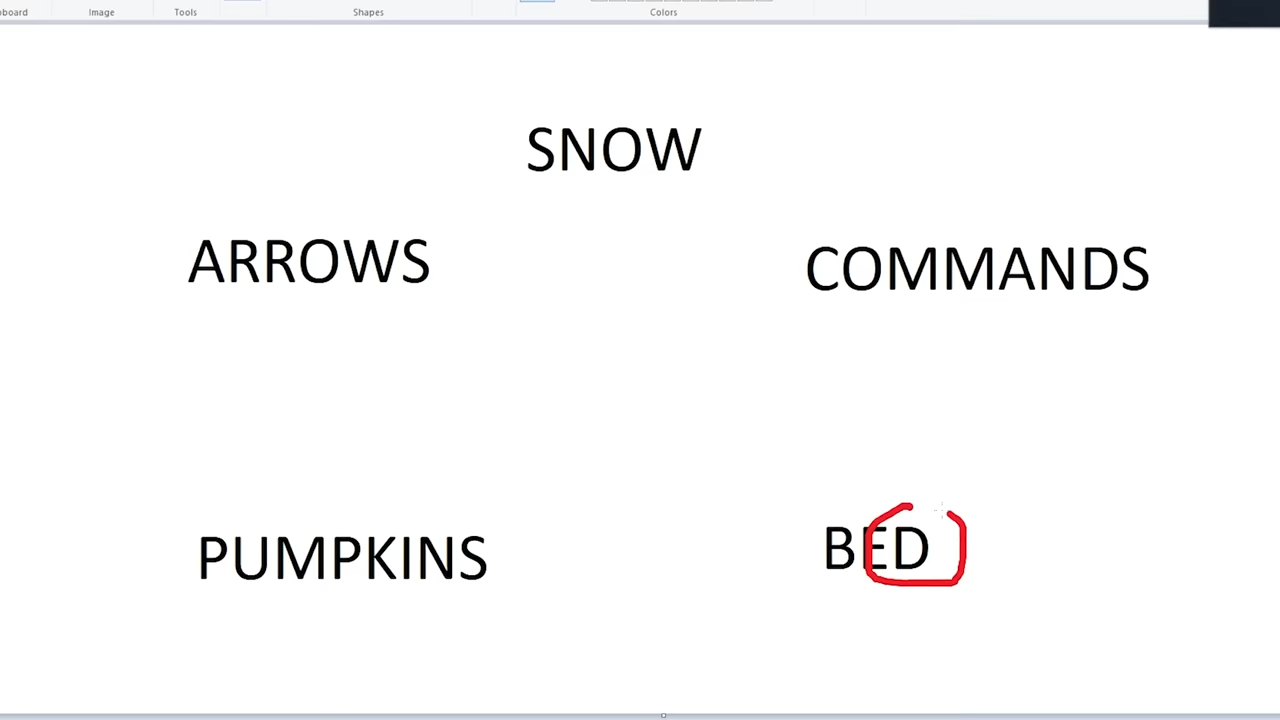 Image Tools Shapes Colors
SNOW
ARROWS
COMMANDS
PUMPKINS
BED